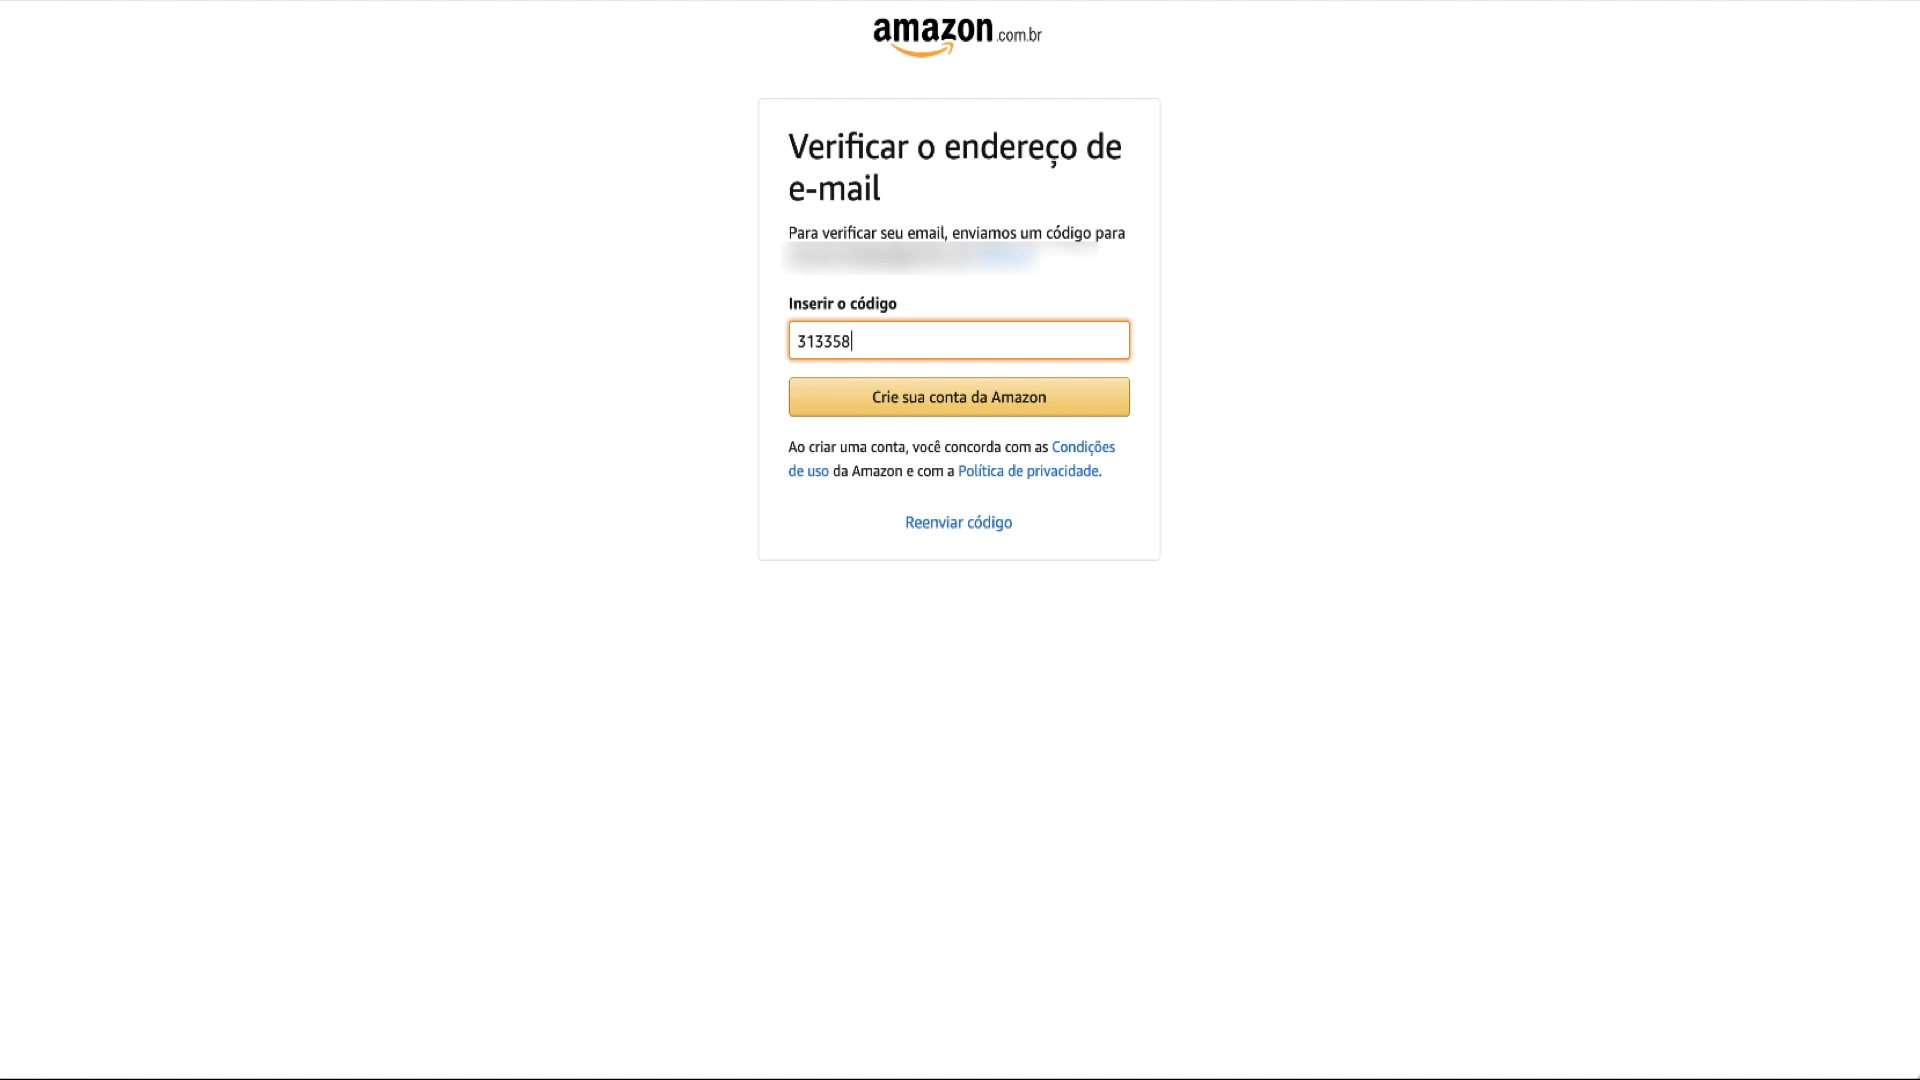 amazon.com.br
Verificar o endereço de
e-mail
Para verificar seu email, enviamos um código para
Inserir o código
313358
Crie sua conta da Amazon
Ao criar uma conta, você concorda com as Condições
de uso da Amazon e com a Política de privacidade.
Reenviar código